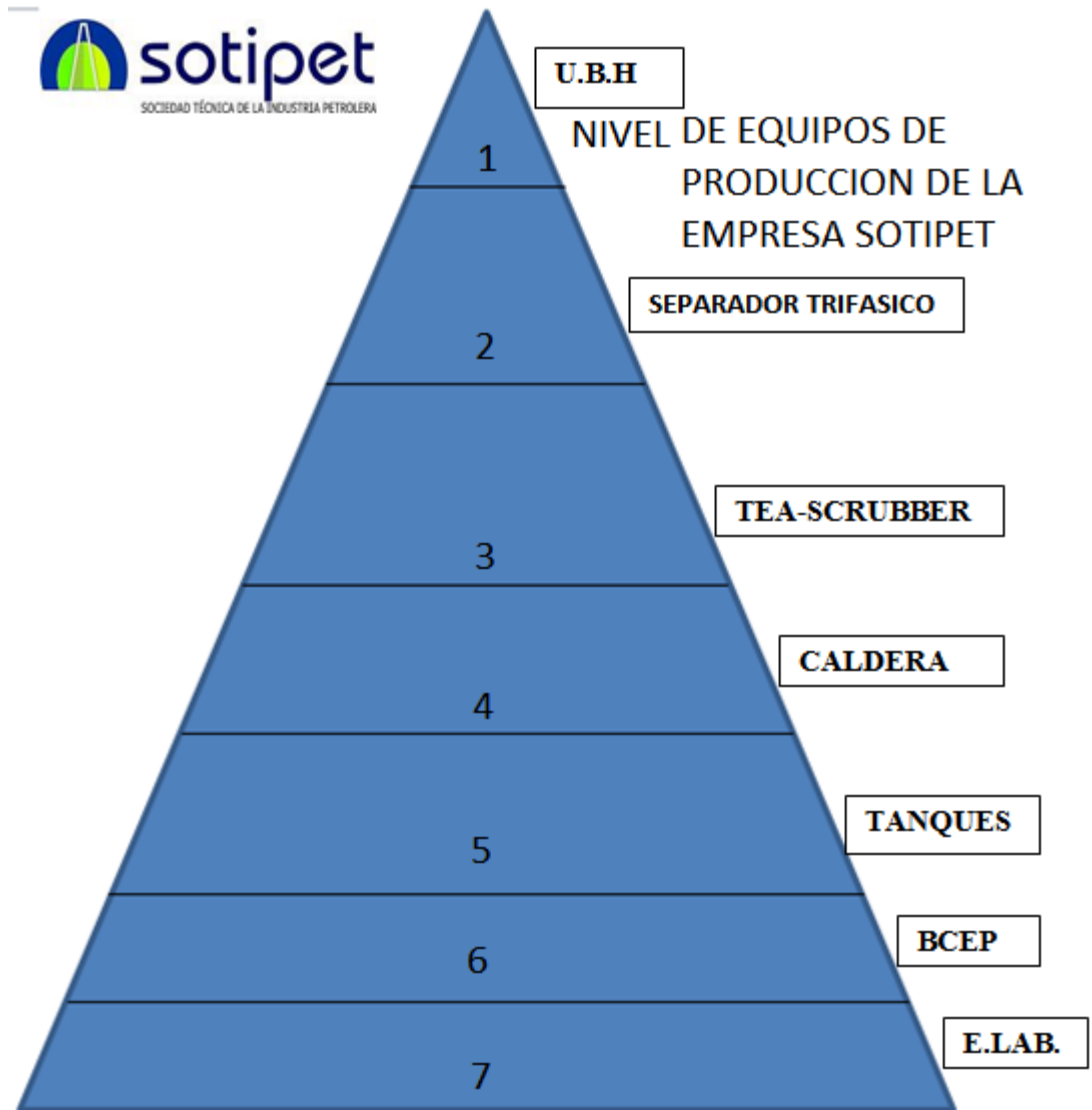 sotipet
SOCIEDAD TÉCNICA DE LA INDUSTRIA PETROLERA
U.B.H
NIVEL DE EQUIPOS DE
PRODUCCION DE LA
EMPRESA SOTIPET
1
SEPARADOR TRIFASICO
2
TEA-SCRUBBER
3
CALDERA
4
TANQUES
5
BCEP
6
E.LAB.
7